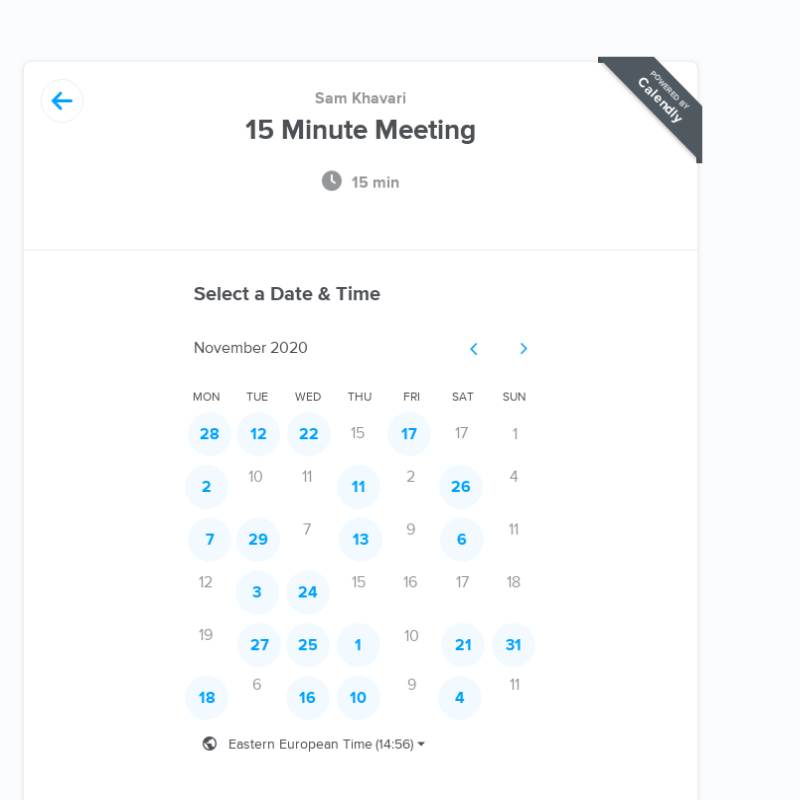 POWERED BY
Calendly
Sam Khavari
15 Minute Meeting
15 min
Select a Date & Time
November 2020
MON TUE WED THU FRI SAT SUN
28 12 22 15 17 17 1
2 10 11 11 2 26 4
7 29 7 13 9 6 11
12 3 24 15 16 17 18
19 27 25 1 10 21 31
18 6 16 10 9 4 11
Eastern European Time (14:56)